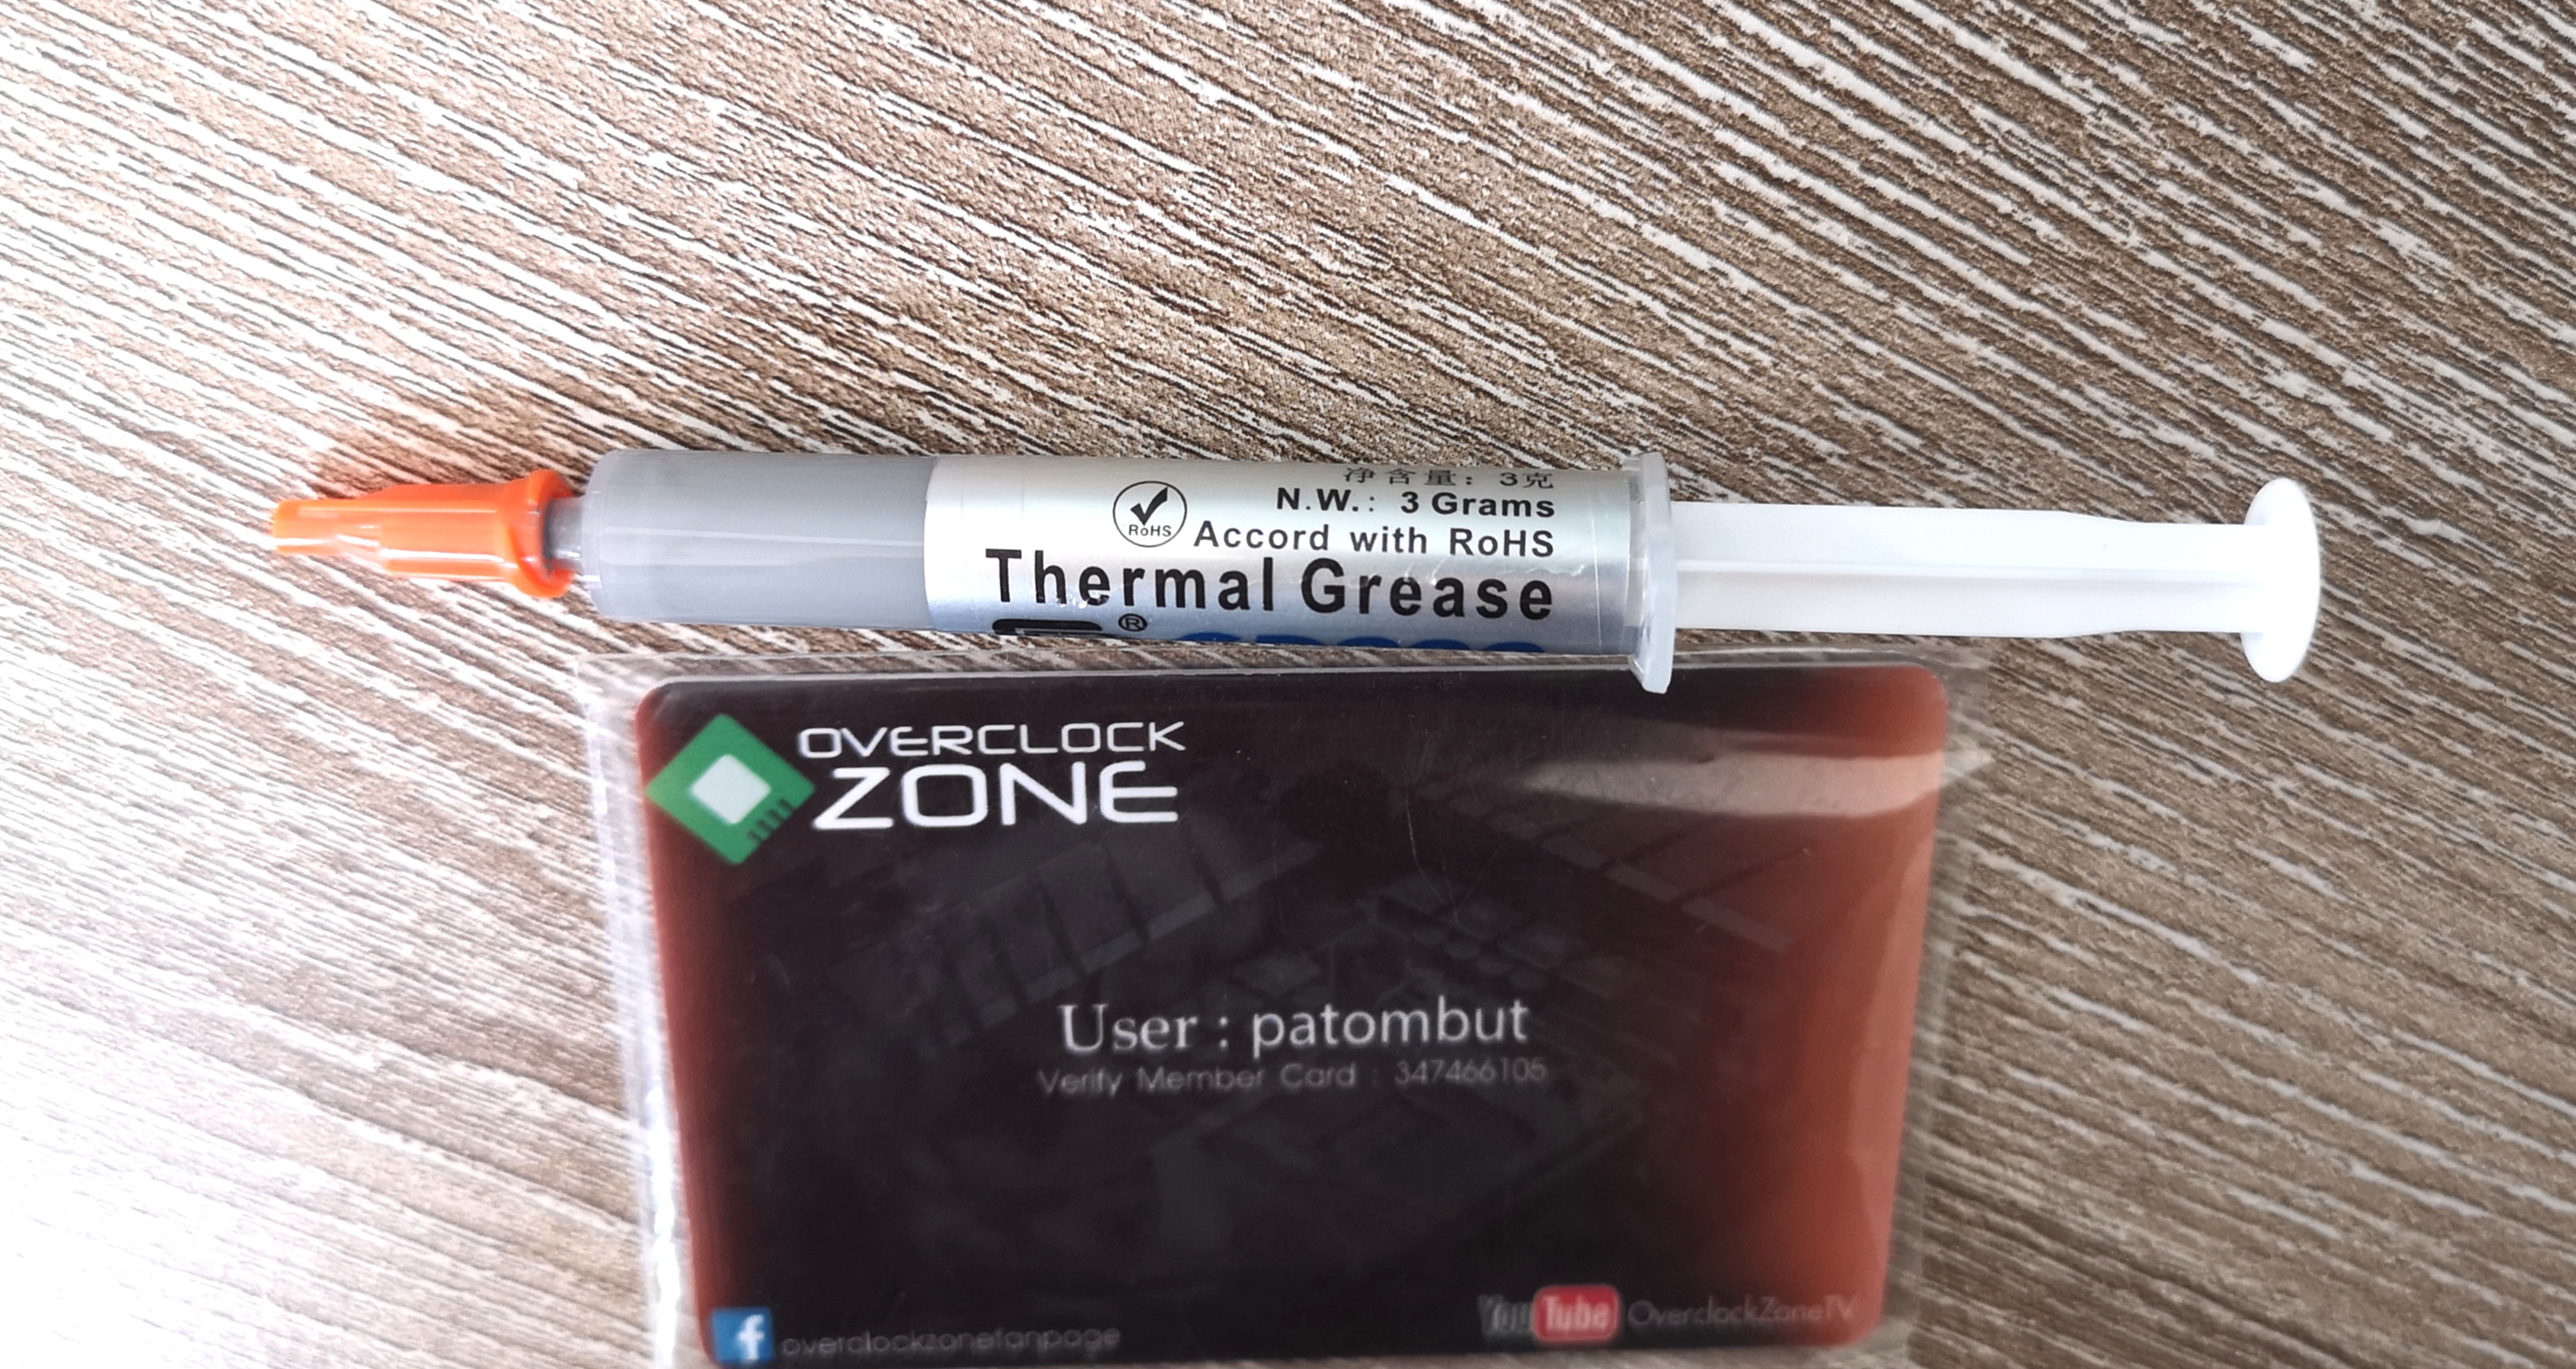 净含量：3克
N.W.: 3 Grams
RoHS
Accord with RoHS
Thermal Grease
®
OVERCLOCK
ZONE
User : patombut
Verify Member Card : 347466105
f overclockzonefanpage
YouTube OverclockZoneTV